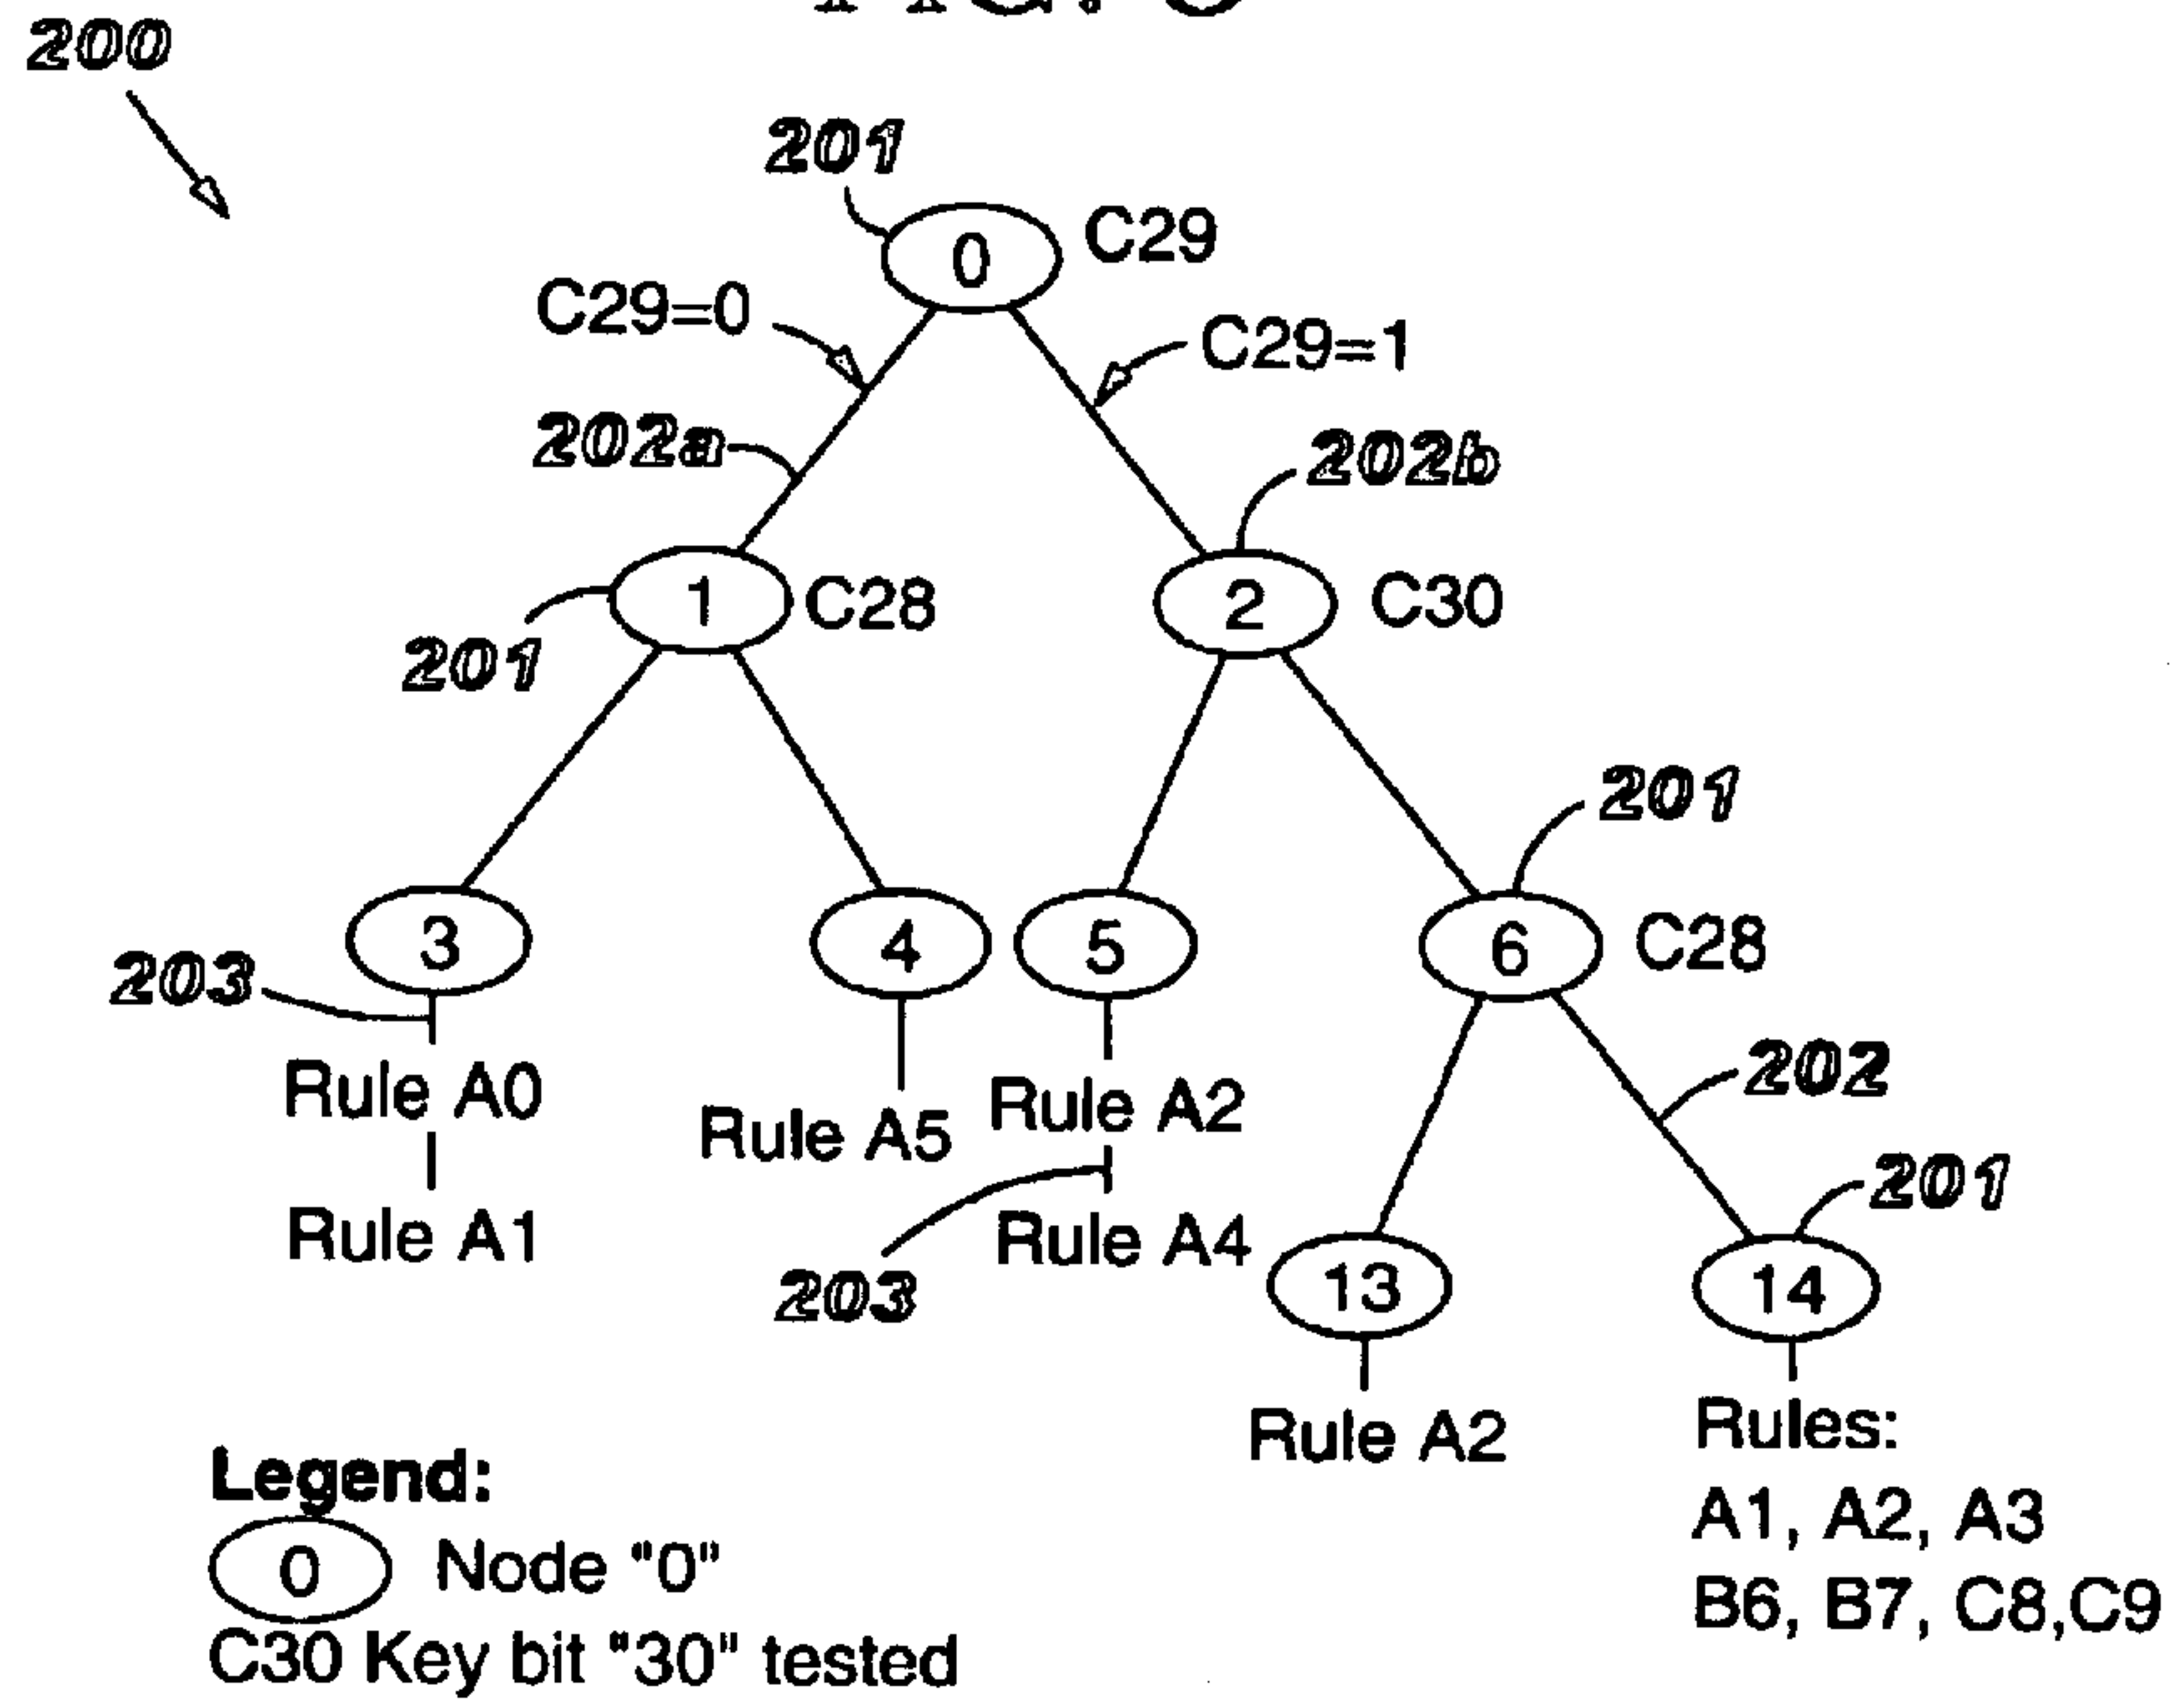 200
201
0
C29
C29=0
C29=1
202a
202b
1
C28
2
C30
201
201
3
4
5
6
C28
203
Rule A0
Rule A5
Rule A2
202
Rule A1
203
Rule A4
201
13
14
Rule A2
Rules:
A1, A2, A3
B6, B7, C8,C9
Legend:
0 Node "0"
C30 Key bit "30" tested